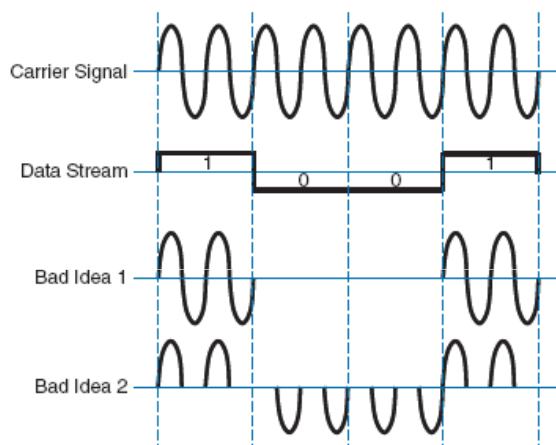 Carrier Signal
Data Stream 1 0 0 1
Bad Idea 1
Bad Idea 2